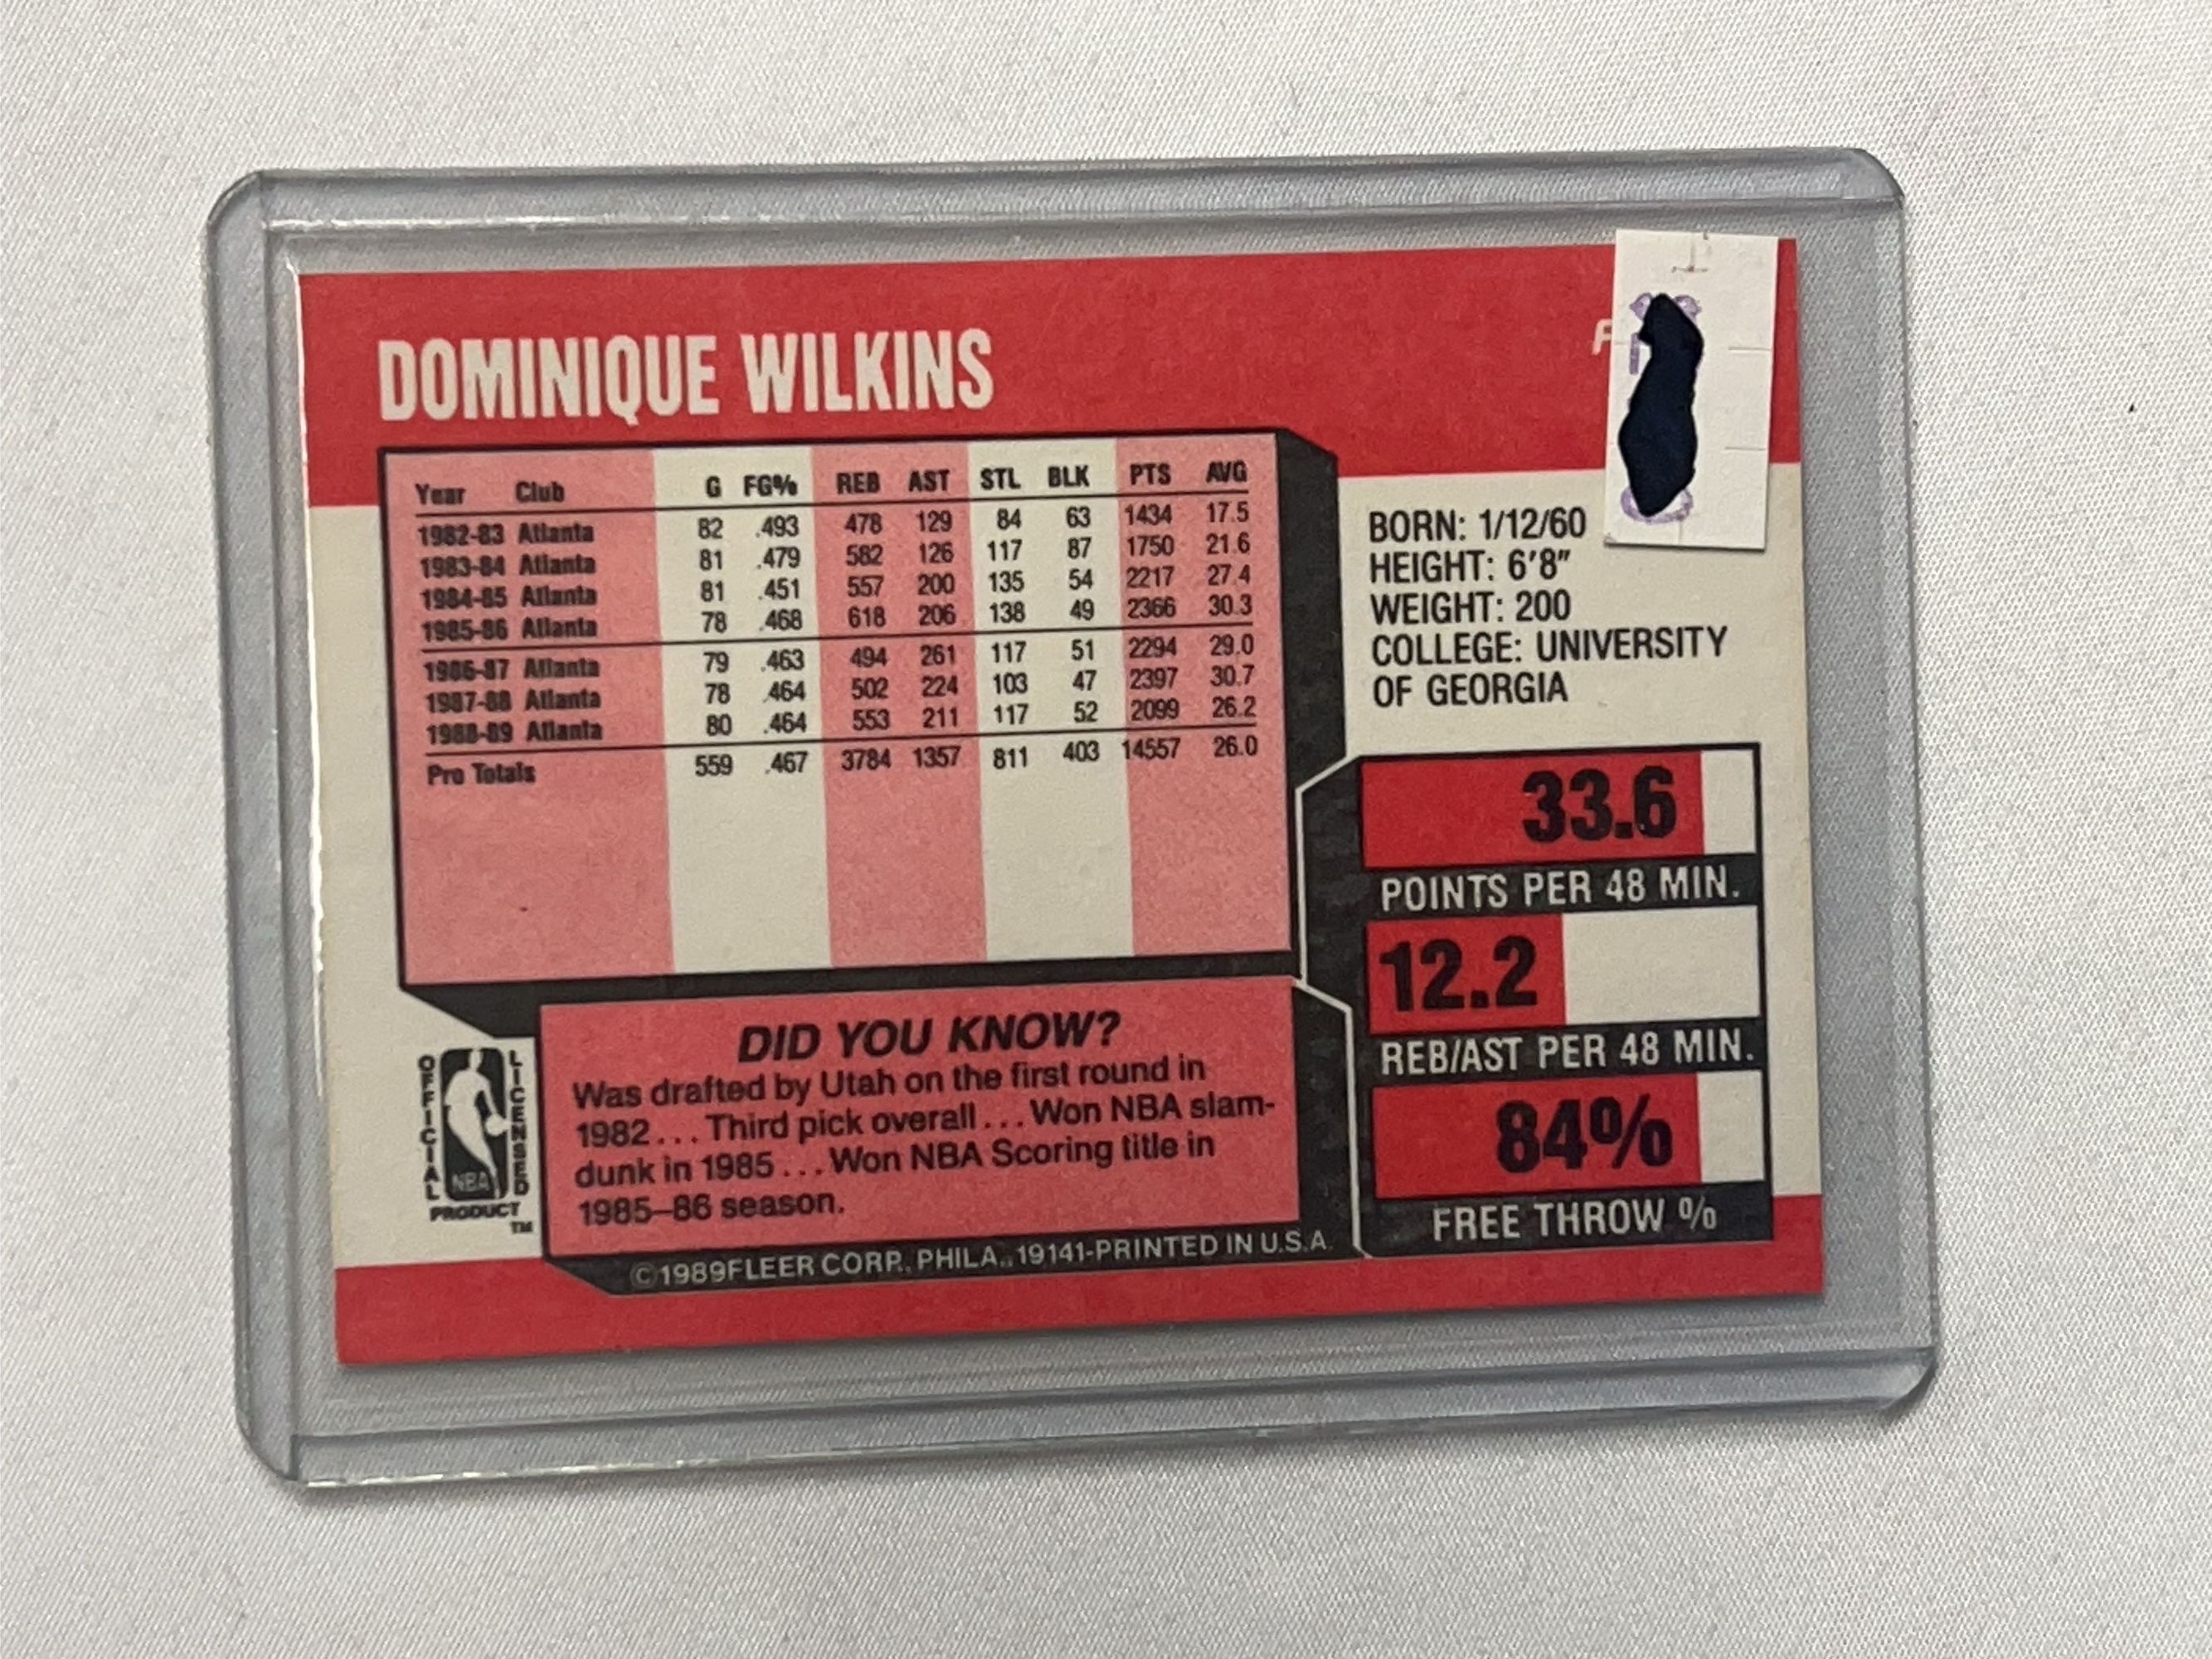 DOMINIQUE WILKINS
F
Year Club G FG% REB AST STL BLK PTS AVG
1982-83 Atlanta 82 .493 478 129 84 63 1434 17.5
1983-84 Atlanta 81 .479 582 126 117 87 1750 21.6
1984-85 Atlanta 81 .451 557 200 135 54 2217 27.4
1985-86 Atlanta 78 .468 618 206 138 49 2366 30.3
1986-87 Atlanta 79 .463 494 261 117 51 2294 29.0
1987-88 Atlanta 78 .464 502 224 103 47 2397 30.7
1988-89 Atlanta 80 .464 553 211 117 52 2099 26.2
Pro Totals 559 .467 3784 1357 811 403 14557 26.0
BORN: 1/12/60
HEIGHT: 6'8"
WEIGHT: 200
COLLEGE: UNIVERSITY
OF GEORGIA
33.6
POINTS PER 48 MIN.
12.2
REB/AST PER 48 MIN.
84%
FREE THROW %
OFFICIAL
LICENSED
NBA
PRODUCT
TM
DID YOU KNOW?
Was drafted by Utah on the first round in
1982 . . . Third pick overall . . . Won NBA slam-
dunk in 1985 . . . Won NBA Scoring title in
1985–86 season.
©1989FLEER CORP., PHILA., 19141-PRINTED IN U.S.A.